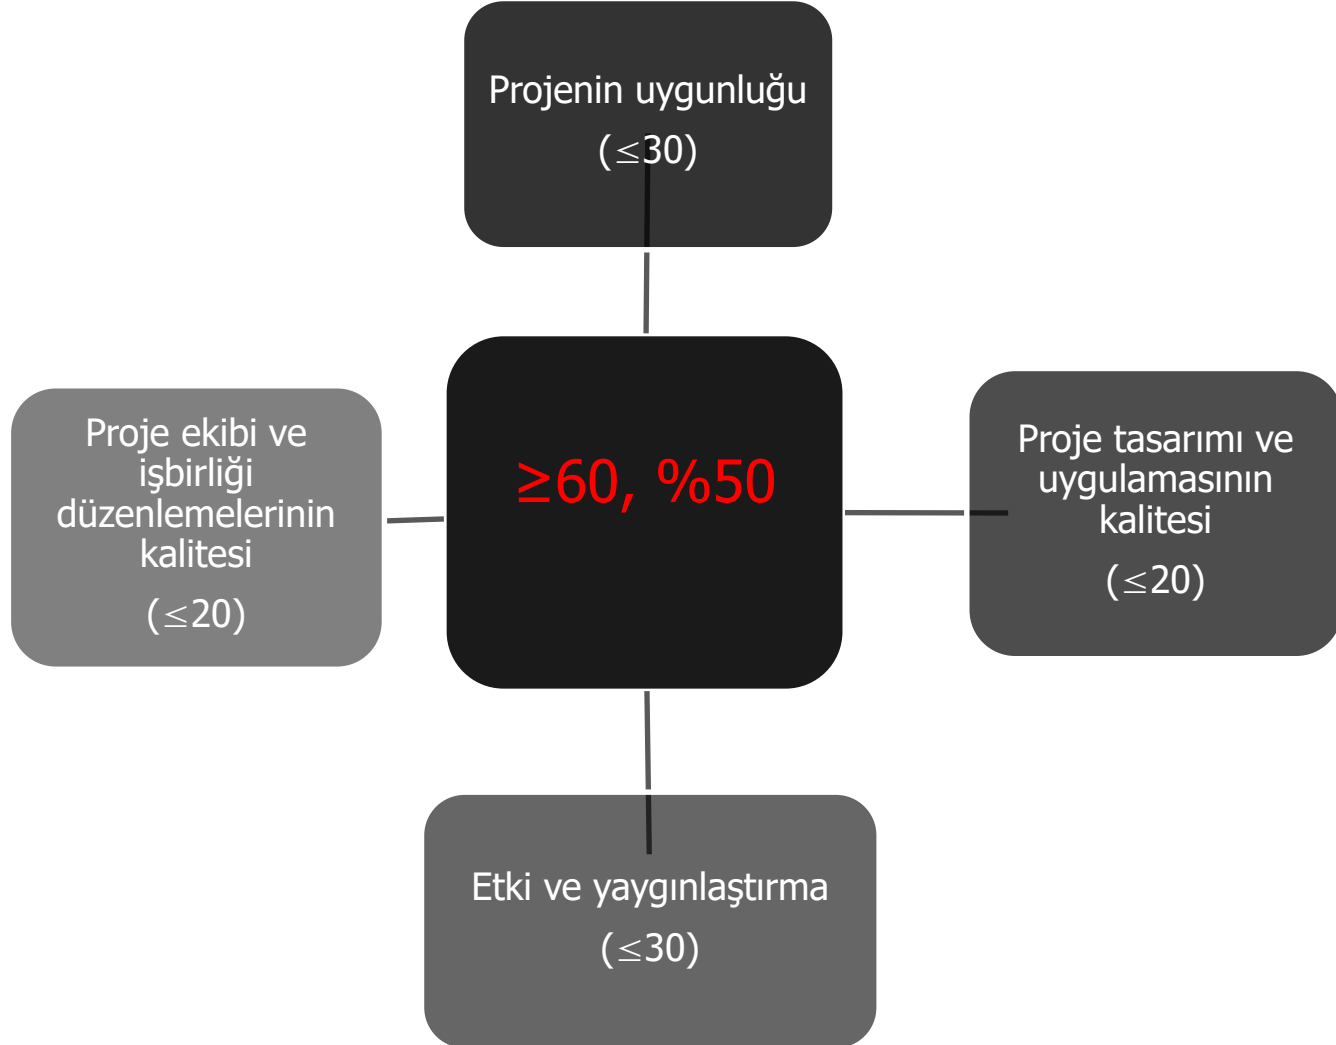 Projenin uygunluğu
(≤30)
Proje ekibi ve
işbirliği
düzenlemelerinin
kalitesi
(≤20)
≥60, %50
Proje tasarımı ve
uygulamasının
kalitesi
(≤20)
Etki ve yaygınlaştırma
(≤30)